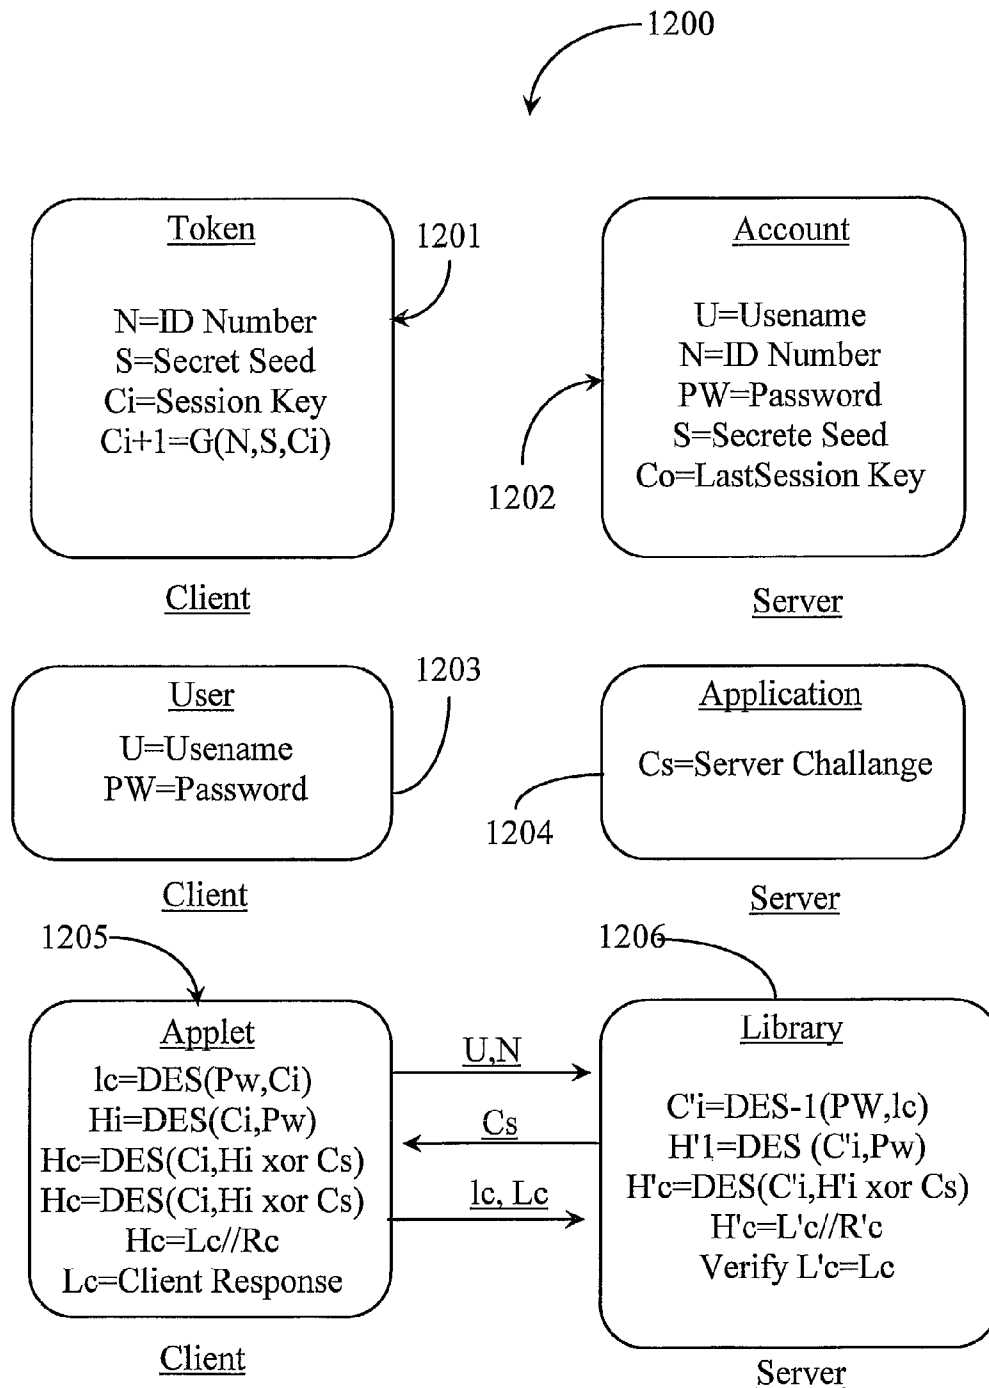 1200
Token
N=ID Number
S=Secret Seed
Ci=Session Key
Ci+1=G(N,S,Ci)
1201
Client
Account
U=Usename
N=ID Number
PW=Password
S=Secrete Seed
Co=LastSession Key
1202
Server
User
U=Usename
PW=Password
1203
Client
Application
Cs=Server Challange
1204
Server
1205
Applet
lc=DES(Pw,Ci)
Hi=DES(Ci,Pw)
Hc=DES(Ci,Hi xor Cs)
Hc=DES(Ci,Hi xor Cs)
Hc=Lc//Rc
Lc=Client Response
Client
U,N
Cs
lc, Lc
1206
Library
C'i=DES-1(PW,lc)
H'1=DES (C'i,Pw)
H'c=DES(C'i,H'i xor Cs)
H'c=L'c//R'c
Verify L'c=Lc
Server